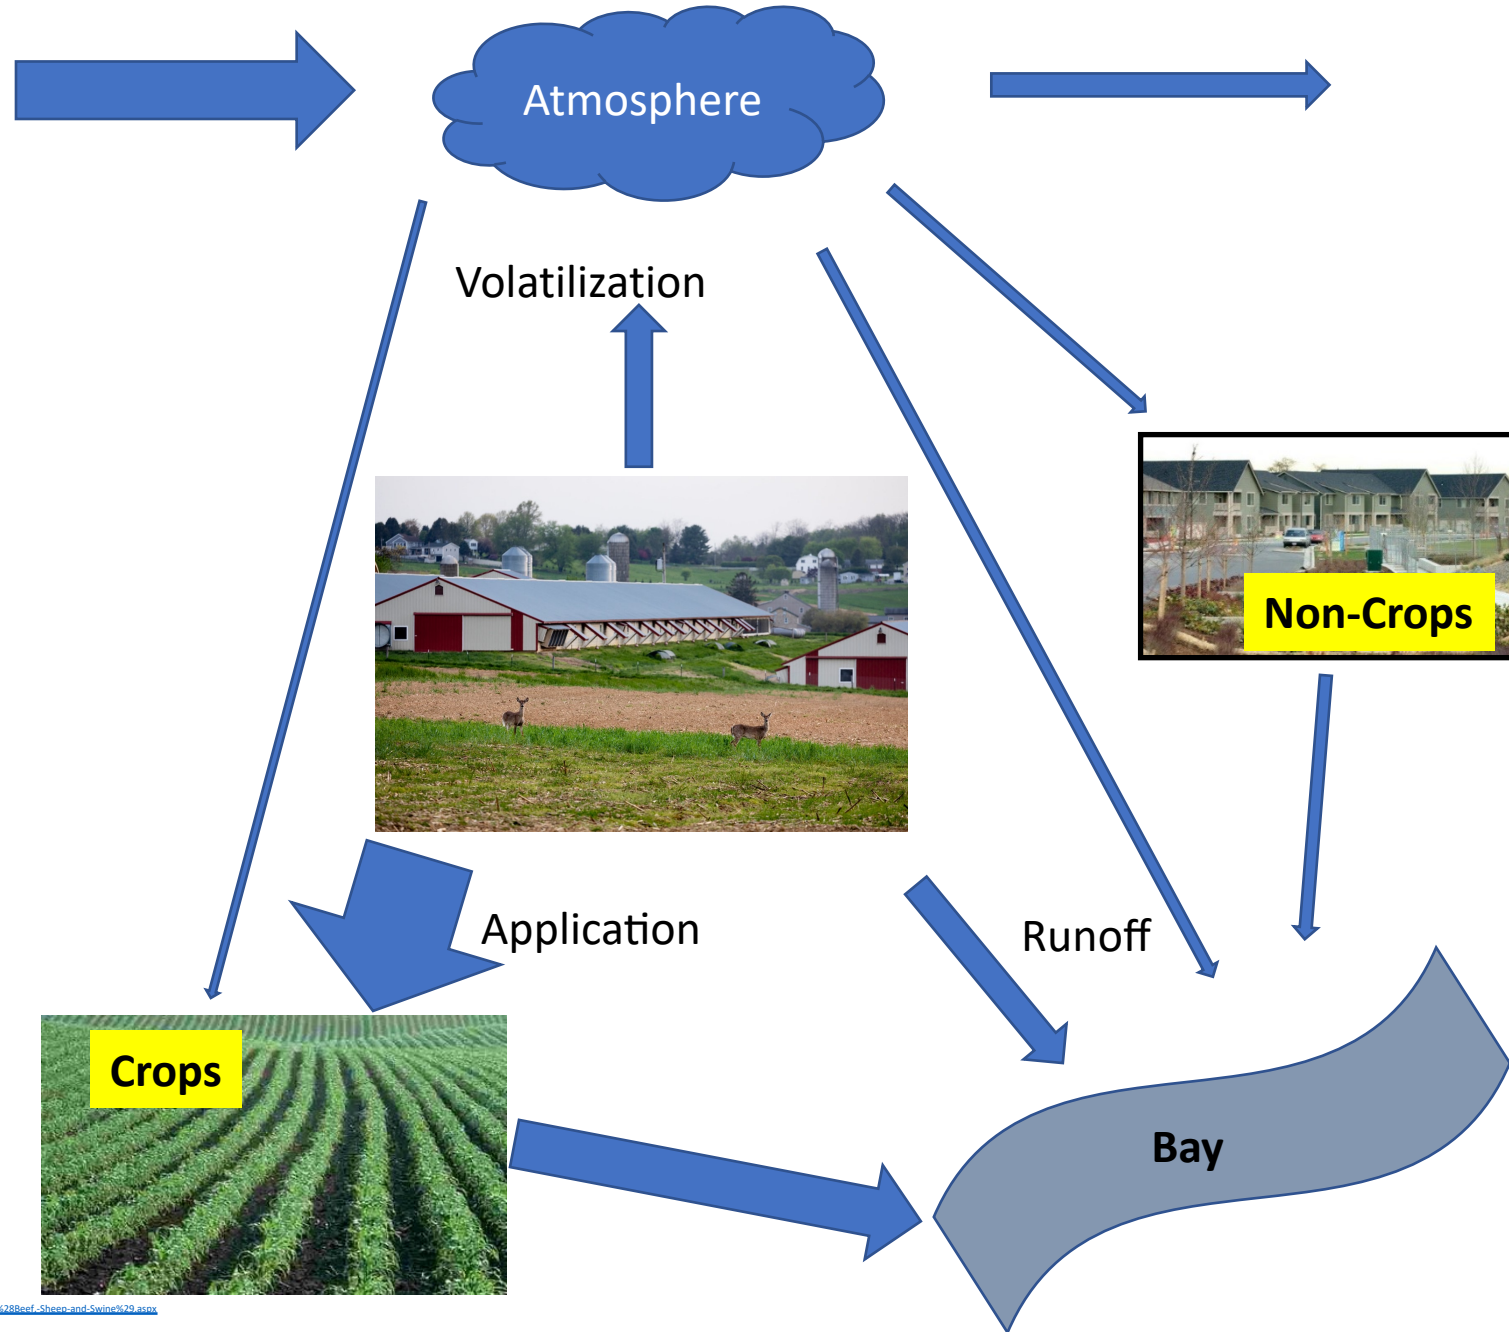 Atmosphere
Volatilization
Non-Crops
Application
Runoff
Crops
Bay
%28Beef,-Sheep-and-Swine%29.aspx